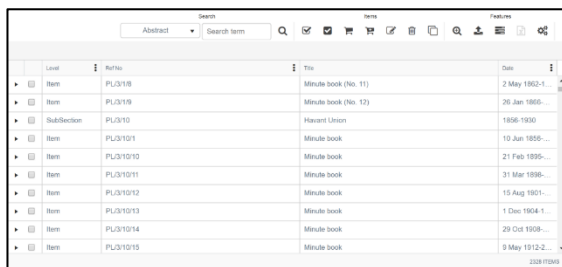 Search Items Features
Abstract Search term
Level Ref No Title Date
Item PL/3/1/8 Minute book (No. 11) 2 May 1862-1...
Item PL/3/1/9 Minute book (No. 12) 26 Jan 1866-...
SubSection PL/3/10 Havant Union 1856-1930
Item PL/3/10/1 Minute book 10 Jun 1856-...
Item PL/3/10/10 Minute book 21 Feb 1895-...
Item PL/3/10/11 Minute book 31 Mar 1898-...
Item PL/3/10/12 Minute book 15 Aug 1901-...
Item PL/3/10/13 Minute book 1 Dec 1904-1...
Item PL/3/10/14 Minute book 29 Oct 1908-...
Item PL/3/10/15 Minute book 9 May 1912-2...
2328 ITEMS